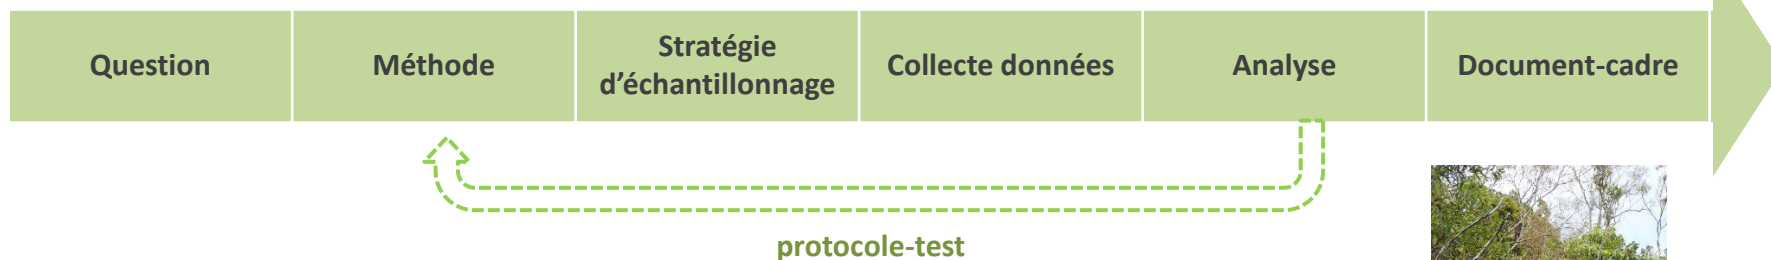 Question
Méthode
Stratégie
d’échantillonnage
Collecte données
Analyse
Document-cadre
protocole-test